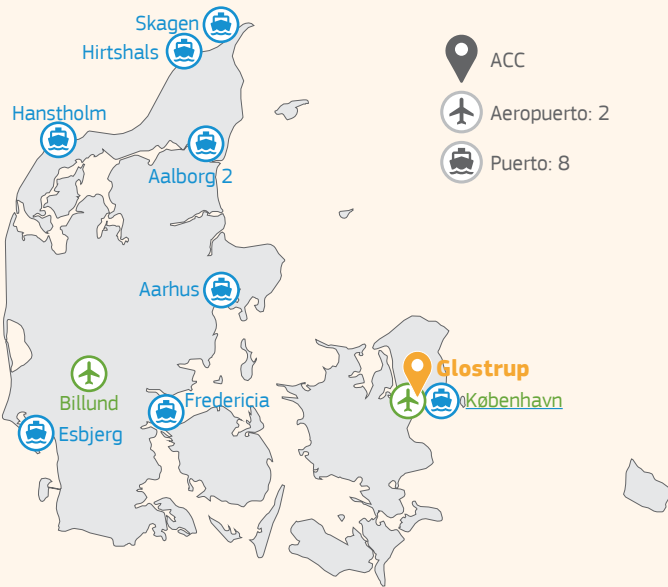 Skagen
Hirtshals
ACC
Hanstholm
Aeropuerto: 2
Aalborg 2
Puerto: 8
Aarhus
Glostrup
Billund
Fredericia
København
Esbjerg